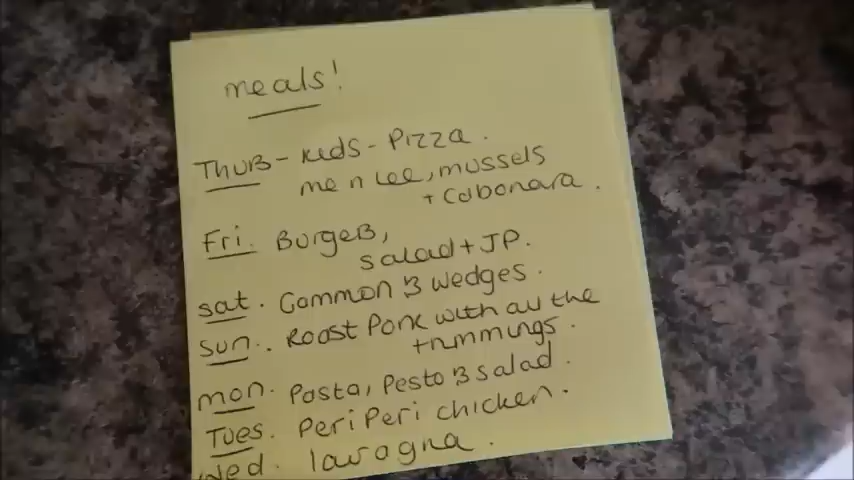 meals!
Thurs - kids - Pizza.
me n Lee, mussels
+ Cabonara.
Fri. Burgers,
salad + JP.
sat. Gammon & wedges.
sun. Roast Pork with all the
trimmings.
mon. Pasta, Pesto & salad.
Tues. Peri Peri chicken.
Wed. lasagna.